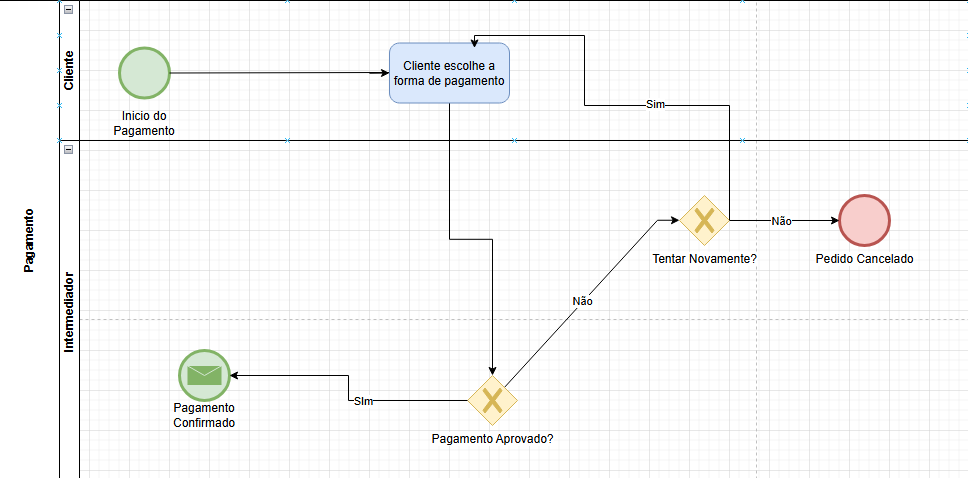 Cliente
Cliente escolhe a
forma de pagamento
Inicio do
Pagamento
Sim
Pagamento
Intermediador
Não
Tentar Novamente?
Pedido Cancelado
Não
SIm
Pagamento
Confirmado
Pagamento Aprovado?